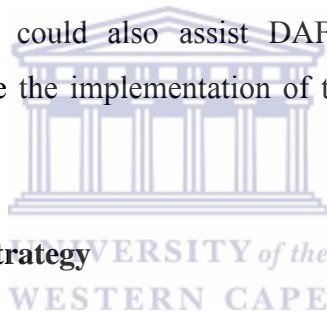 could also assist DAF
e the implementation of t
trategy
UNIVERSITY of the
WESTERN CAPE